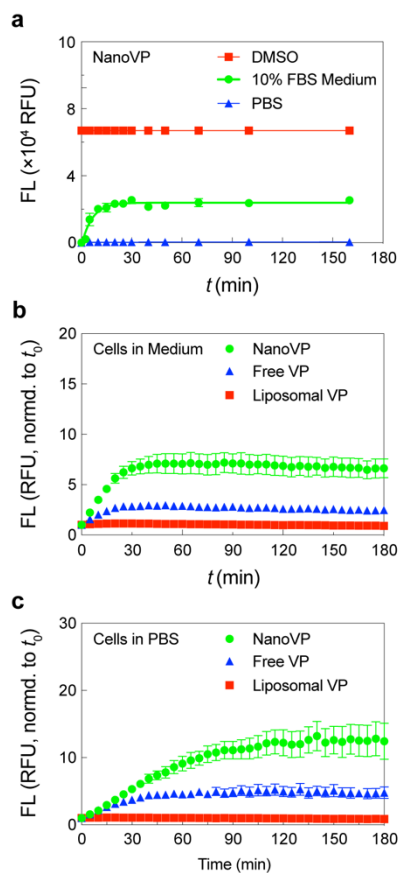 a
NanoVP
DMSO
10% FBS Medium
PBS
FL (×10⁴ RFU)
10
8
6
4
2
0
0 30 60 90 120 150 180
t (min)
b
Cells in Medium
NanoVP
Free VP
Liposomal VP
FL (RFU, normd. to t₀)
20
15
10
5
0
0 30 60 90 120 150 180
t (min)
c
Cells in PBS
NanoVP
Free VP
Liposomal VP
FL (RFU, normd. to t₀)
30
20
10
0
0 30 60 90 120 150 180
Time (min)